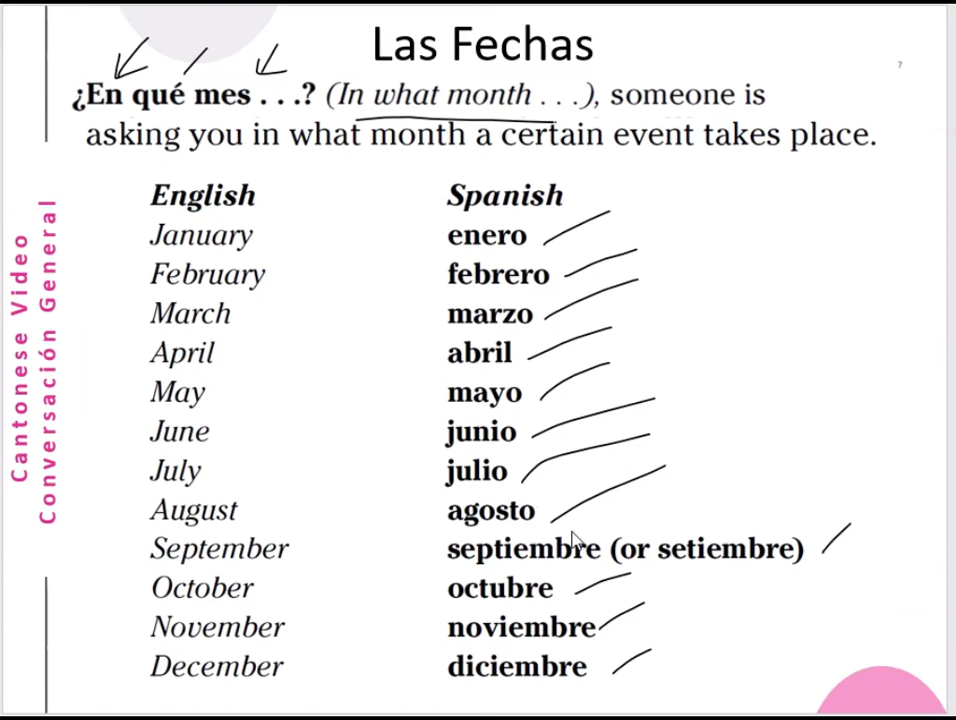 Las Fechas
7
¿En qué mes . . .? (In what month . . .), someone is
asking you in what month a certain event takes place.
English Spanish
January enero
February febrero
March marzo
April abril
May mayo
June junio
July julio
August agosto
September septiembre (or setiembre)
October octubre
November noviembre
December diciembre
Cantonese Video
Conversación General